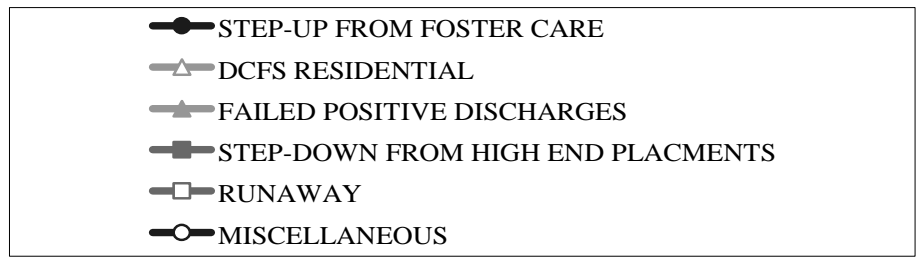 STEP-UP FROM FOSTER CARE
DCFS RESIDENTIAL
FAILED POSITIVE DISCHARGES
STEP-DOWN FROM HIGH END PLACMENTS
RUNAWAY
MISCELLANEOUS